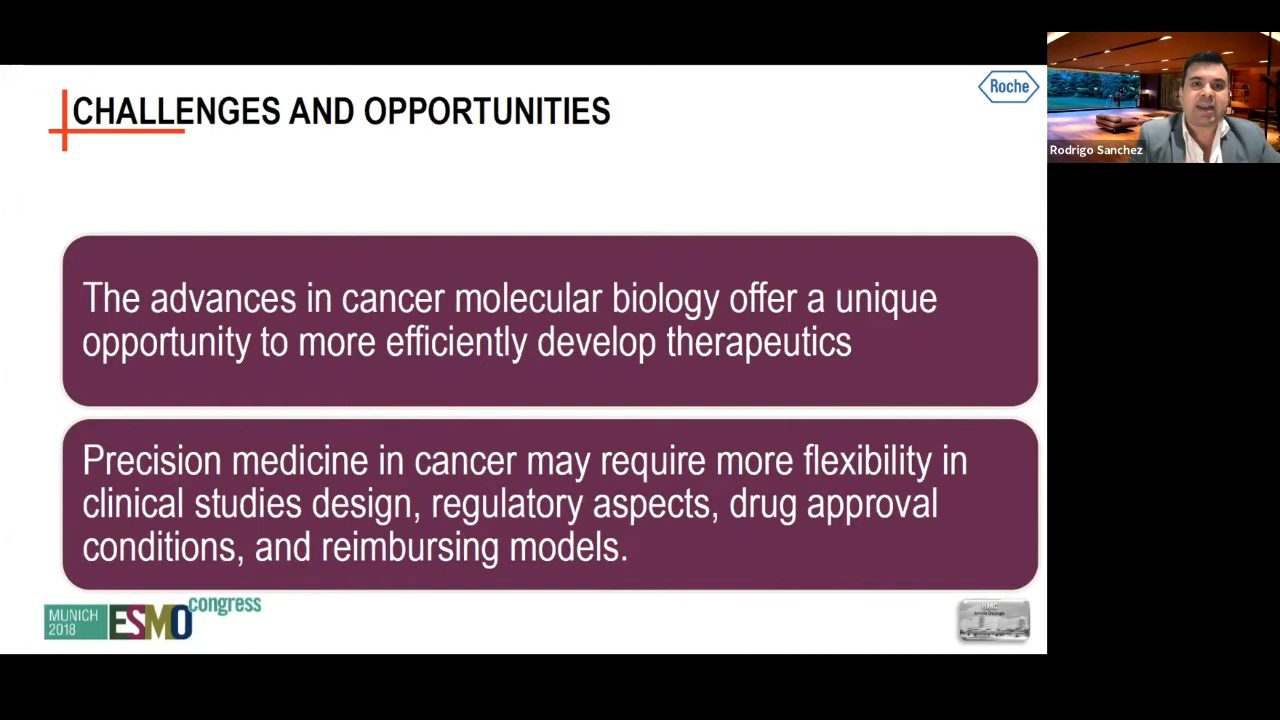 CHALLENGES AND OPPORTUNITIES
Roche
Rodrigo Sanchez
The advances in cancer molecular biology offer a unique
opportunity to more efficiently develop therapeutics
Precision medicine in cancer may require more flexibility in
clinical studies design, regulatory aspects, drug approval
conditions, and reimbursing models.
MUNICH
2018
ESMO
congress